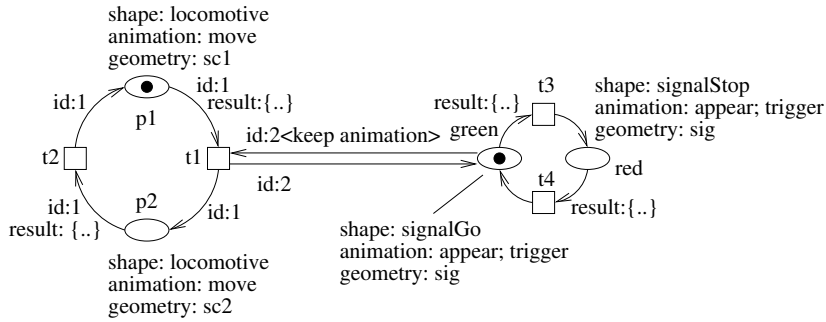 shape: locomotive
animation: move
geometry: sc1
id:1
id:1
result:{..}
p1
t3
shape: signalStop
animation: appear; trigger
geometry: sig
result:{..}
id:2<keep animation>
green
t2
t1
red
id:2
t4
id:1
result: {..}
p2
id:1
result:{..}
shape: signalGo
animation: appear; trigger
geometry: sig
shape: locomotive
animation: move
geometry: sc2